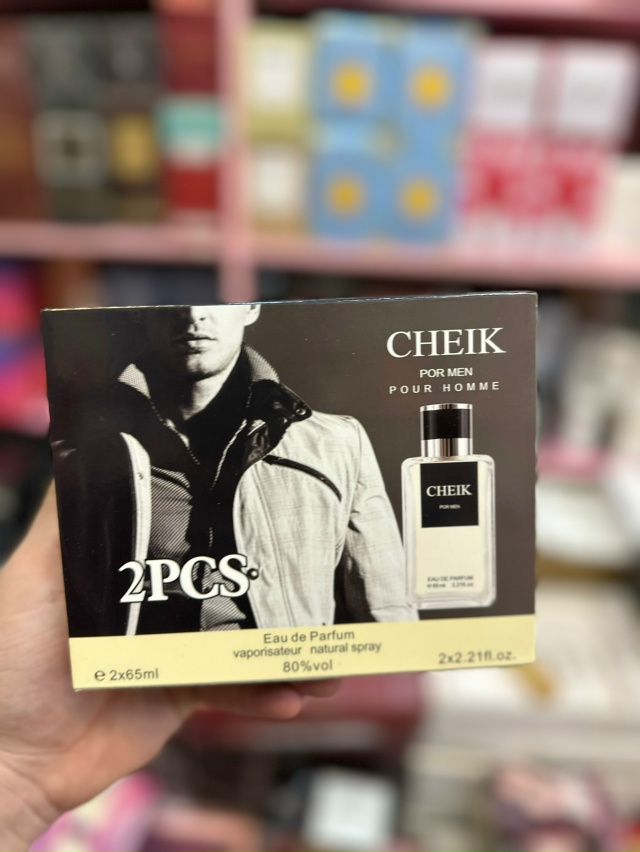 CHEIK
POR MEN
POUR HOMME
CHEIK
POR MEN
EAU DE PARFUM
2PCS.
Eau de Parfum
vaporisateur natural spray
80%vol
e 2x65ml
2x2.21fl.oz.